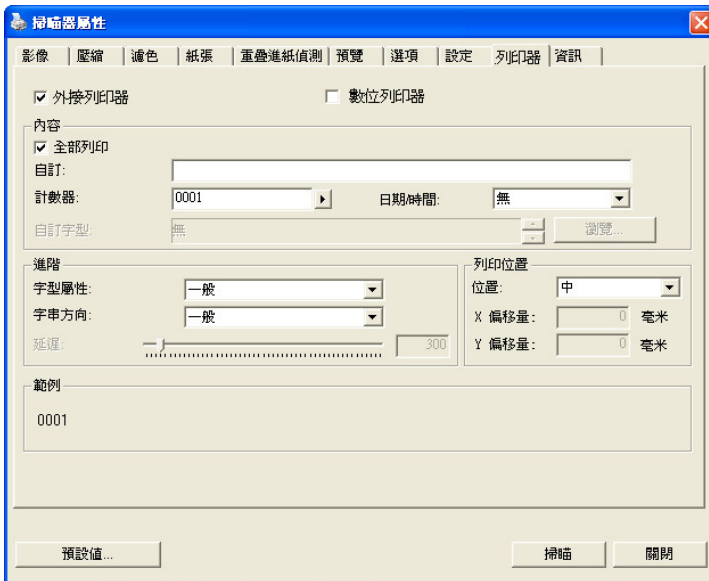 掃瞄器屬性
影像 壓縮 濾色 紙張 重疊進紙偵測 預覽 選項 設定 列印器 資訊
外接列印器 數位列印器
內容
全部列印
自訂:
計數器: 0001 日期/時間: 無
自訂字型: 無 瀏覽...
進階 列印位置
字型屬性: 一般 位置: 中
字串方向: 一般 X 偏移量: 0 毫米
延遲: 300 Y 偏移量: 0 毫米
範例
0001
預設值... 掃瞄 關閉